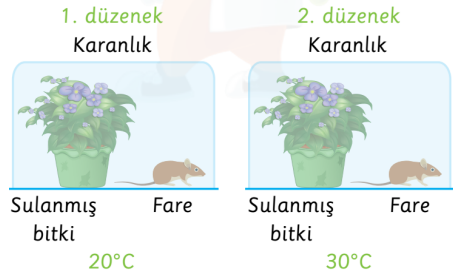 1. düzenek
Karanlık
Sulanmış Fare
bitki
20°C
2. düzenek
Karanlık
Sulanmış Fare
bitki
30°C